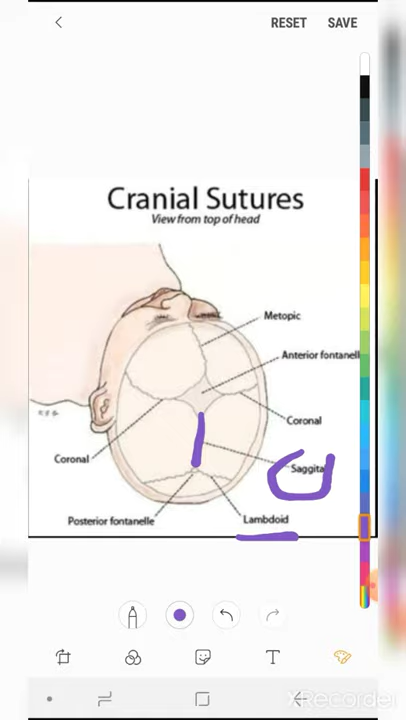 RESET SAVE
Cranial Sutures
View from top of head
Metopic
Anterior fontanell
Coronal
Saggita
Coronal
Posterior fontanelle
Lambdoid
T
XRecorder